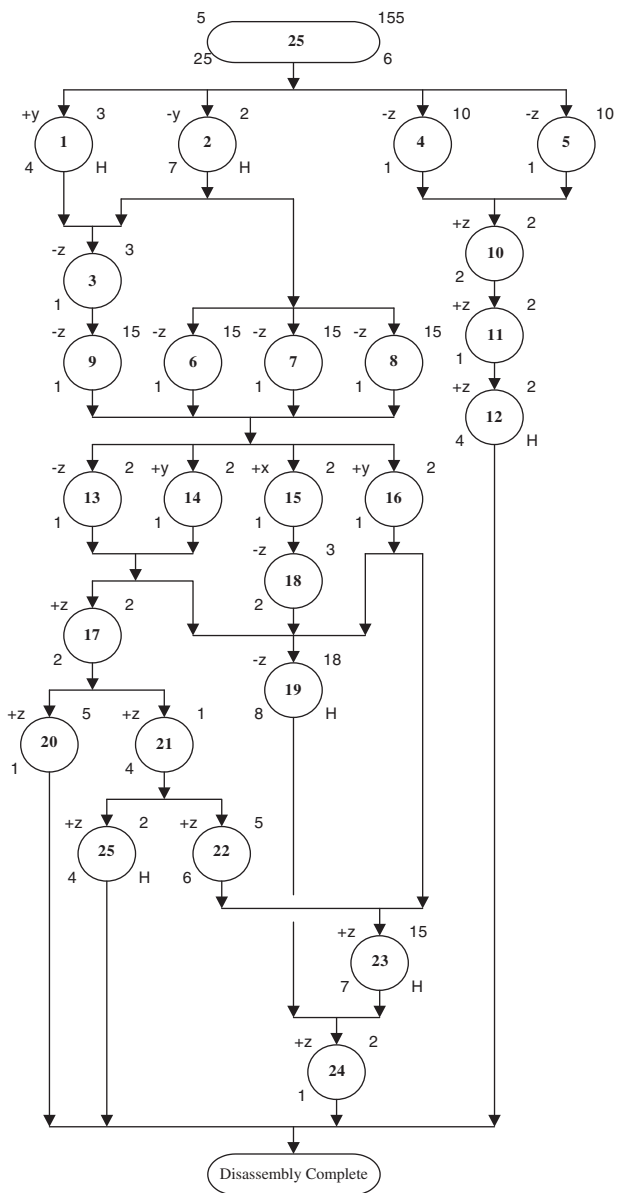 5 155
25
25 6
+y 3 -y 2 -z 10 -z 10
1 2 4 5
4 H 7 H 1 1
+z 2
-z 3 10
3 2
1 +z 2
-z 15 -z 15 -z 15 -z 15 11
9 6 7 8 1
1 1 1 1 +z 2
12
4 H
-z 2 +y 2 +x 2 +y 2
13 14 15 16
1 1 1 1
-z 3
18
+z 2 2
17
2 -z 18
19
+z 5 +z 1 8 H
20 21
1 4
+z 2 +z 5
25 22
4 H 6
+z 15
23
7 H
+z 2
24
1
Disassembly Complete